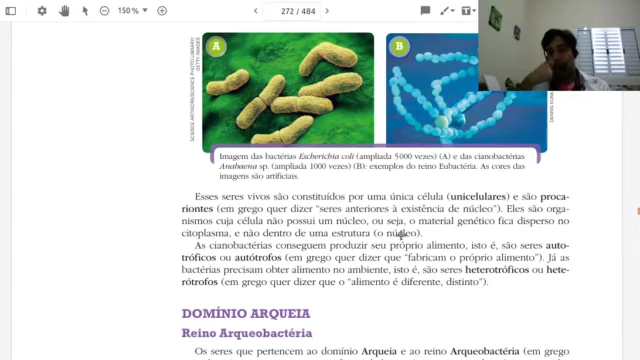 150 %
272 / 484
A
B
SCIENCE ARTWORK/SCIENCE PHOTO LIBRARY/
GETTY IMAGES
Imagem das bactérias Escherichia coli (ampliada 5 000 vezes) (A) e das cianobactérias
Anabaena sp. (ampliada 1000 vezes) (B): exemplos do reino Eubactéria. As cores das
imagens são artificiais.
Esses seres vivos são constituídos por uma única célula (unicelulares) e são proca-
riontes (em grego quer dizer “seres anteriores à existência de núcleo”). Eles são orga-
nismos cuja célula não possui um núcleo, ou seja, o material genético fica disperso no
citoplasma, e não dentro de uma estrutura (o núcleo).
As cianobactérias conseguem produzir seu próprio alimento, isto é, são seres auto-
tróficos ou autótrofos (em grego quer dizer que “fabricam o próprio alimento”). Já as
bactérias precisam obter alimento no ambiente, isto é, são heterotróficos ou hete-
rótrofos (em grego quer dizer que o “alimento é diferente, distinto”).
DOMÍNIO ARQUEIA
Reino Arqueobactéria
Os seres que pertencem ao domínio Arqueia e ao reino Arqueobactéria (em grego